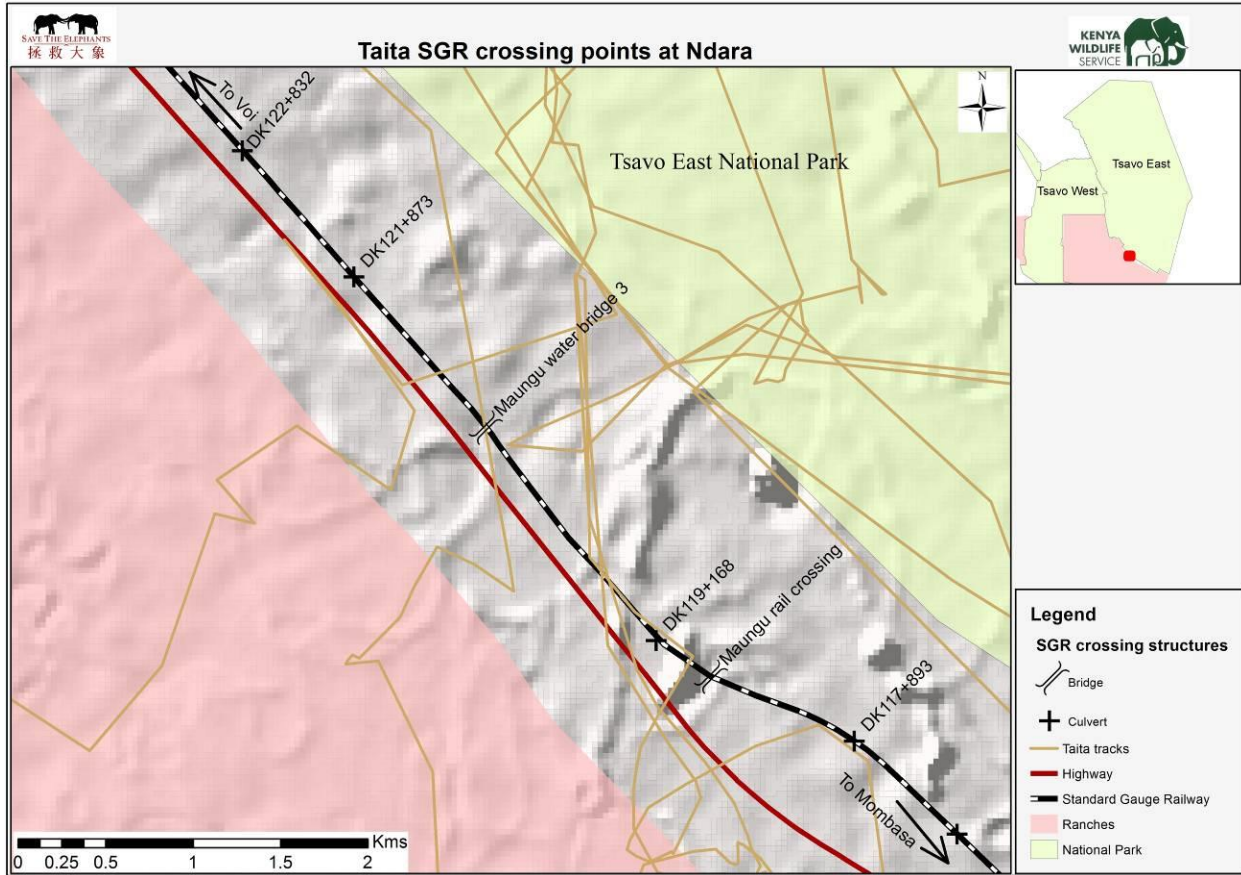 SAVE THE ELEPHANTS
拯救大象
Taita SGR crossing points at Ndara
KENYA
WILDLIFE
SERVICE
N
To Voi
DK122+832
Tsavo East National Park
DK121+873
Maungu water bridge 3
DK119+168
Maungu rail crossing
DK117+893
To Mombasa
Kms
0 0.25 0.5 1 1.5 2
Tsavo East
Tsavo West
Legend
SGR crossing structures
Bridge
Culvert
Taita tracks
Highway
Standard Gauge Railway
Ranches
National Park